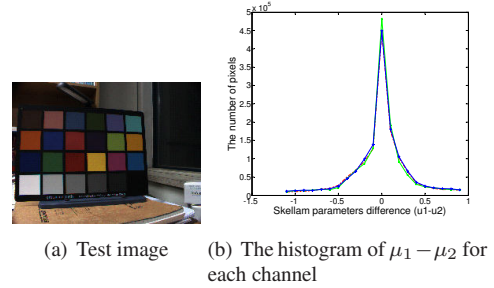 x 10^5
5
4.5
4
3.5
3
2.5
2
1.5
1
0.5
0
The number of pixels
-1.5 -1 -0.5 0 0.5 1
Skellam parameters difference (u1-u2)
(a) Test image
(b) The histogram of μ₁−μ₂ for
each channel